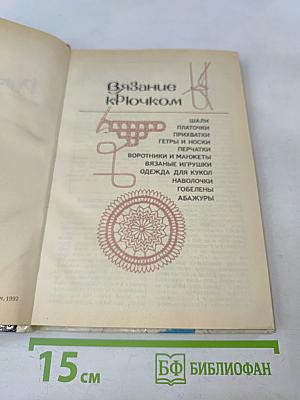 Вязание
крючком
ШАЛИ
ПЛАТОЧКИ
ПРИХВАТКИ
ГЕТРЫ И НОСКИ
ПЕРЧАТКИ
ВОРОТНИКИ И МАНЖЕТЫ
ВЯЗАНЫЕ ИГРУШКИ
ОДЕЖДА ДЛЯ КУКОЛ
НАВОЛОЧКИ
ГОБЕЛЕНЫ
АБАЖУРЫ
1992
15 см
БФ БИБЛИОФАН